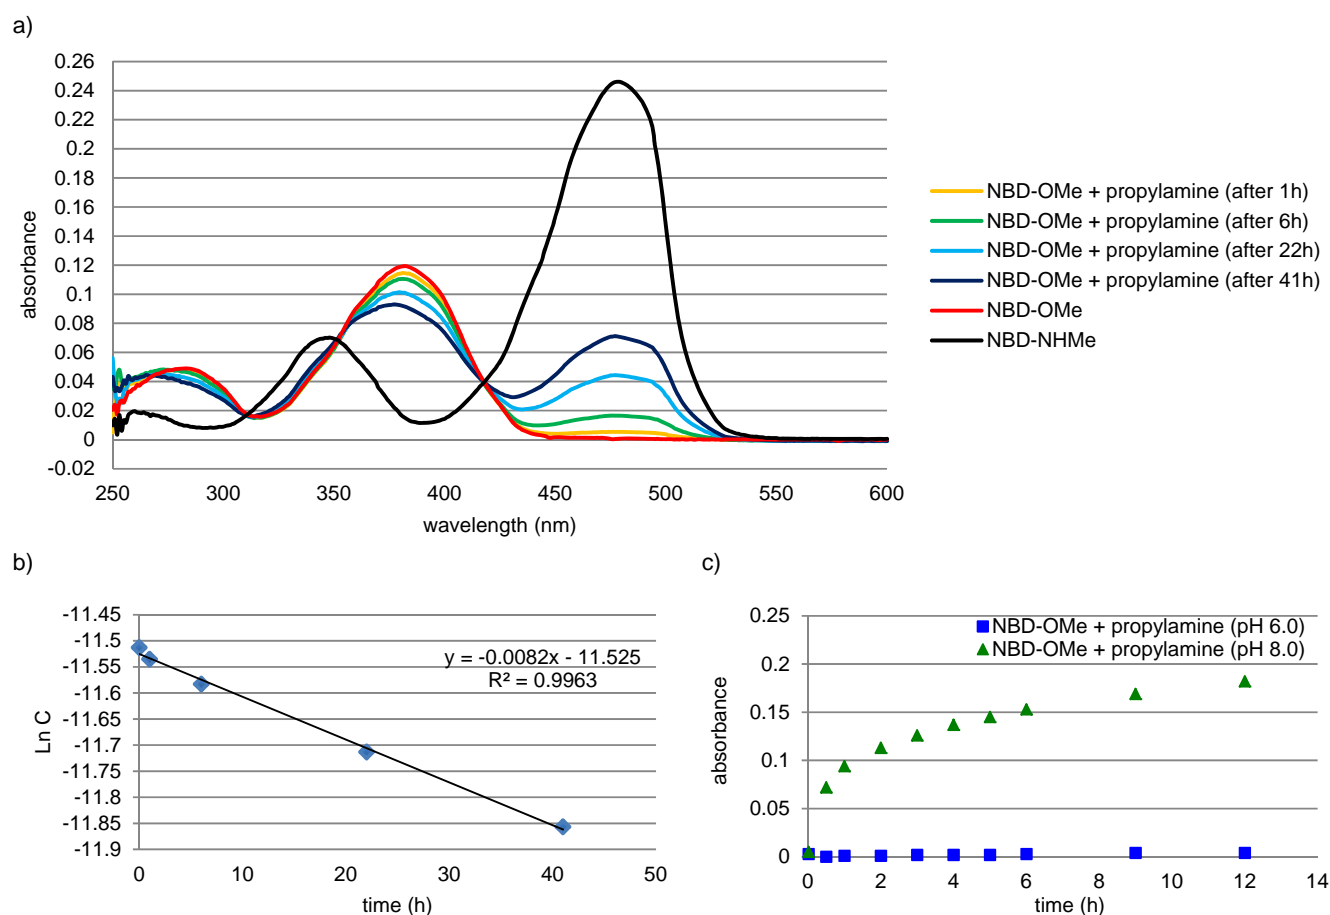 a)
0.26
0.24
0.22
0.2
0.18
0.16
0.14
0.12
0.1
0.08
0.06
0.04
0.02
0
-0.02
absorbance
250 300 350 400 450 500 550 600
wavelength (nm)
NBD-OMe + propylamine (after 1h)
NBD-OMe + propylamine (after 6h)
NBD-OMe + propylamine (after 22h)
NBD-OMe + propylamine (after 41h)
NBD-OMe
NBD-NHMe
b)
-11.45
-11.5
-11.55
-11.6
-11.65
-11.7
-11.75
-11.8
-11.85
-11.9
Ln C
y = -0.0082x - 11.525
R² = 0.9963
0 10 20 30 40 50
time (h)
c)
0.25
0.2
0.15
0.1
0.05
0
absorbance
NBD-OMe + propylamine (pH 6.0)
NBD-OMe + propylamine (pH 8.0)
0 2 4 6 8 10 12 14
time (h)